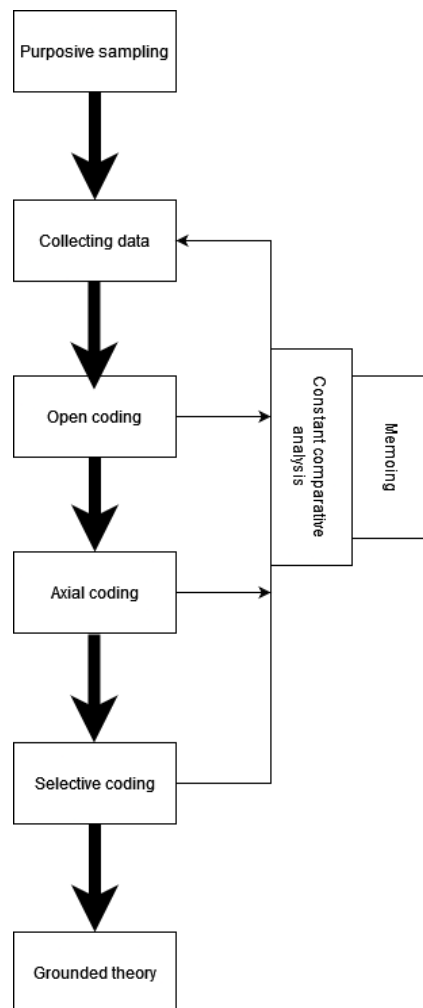 Purposive sampling
Collecting data
Open coding
Constant comparative
analysis
Memoing
Axial coding
Selective coding
Grounded theory